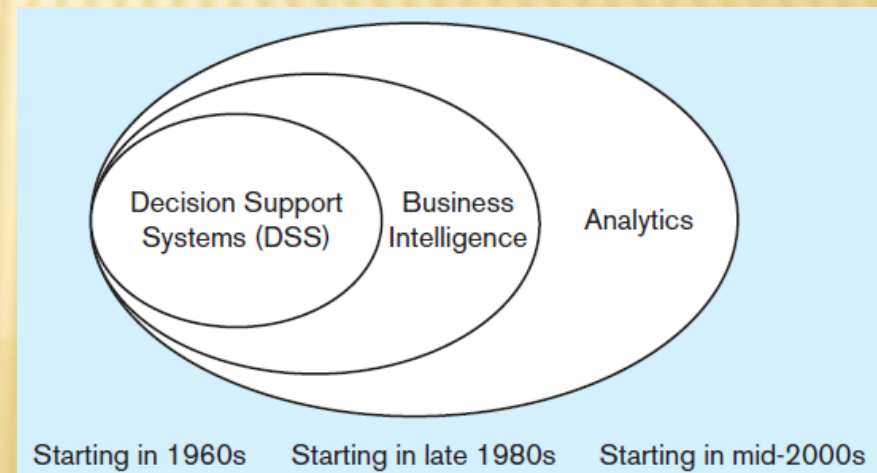 Decision Support
Systems (DSS)
Business
Intelligence
Analytics
Starting in 1960s
Starting in late 1980s
Starting in mid-2000s